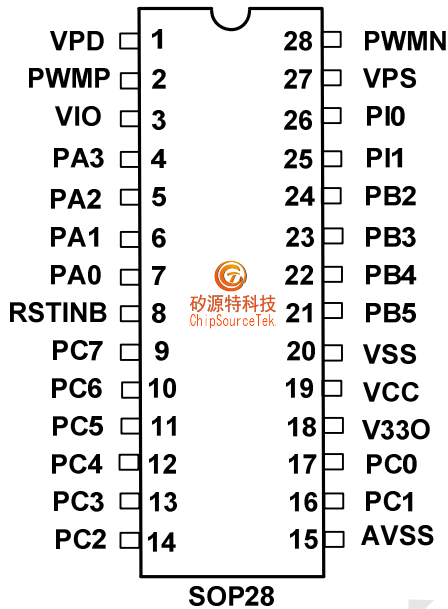 VPD 1 28 PWMN
PWMP 2 27 VPS
VIO 3 26 PI0
PA3 4 25 PI1
PA2 5 24 PB2
PA1 6 23 PB3
PA0 7 22 PB4
矽源特科技
RSTINB 8 21 PB5
ChipSourceTek
PC7 9 20 VSS
PC6 10 19 VCC
PC5 11 18 V33O
PC4 12 17 PC0
PC3 13 16 PC1
PC2 14 15 AVSS
SOP28